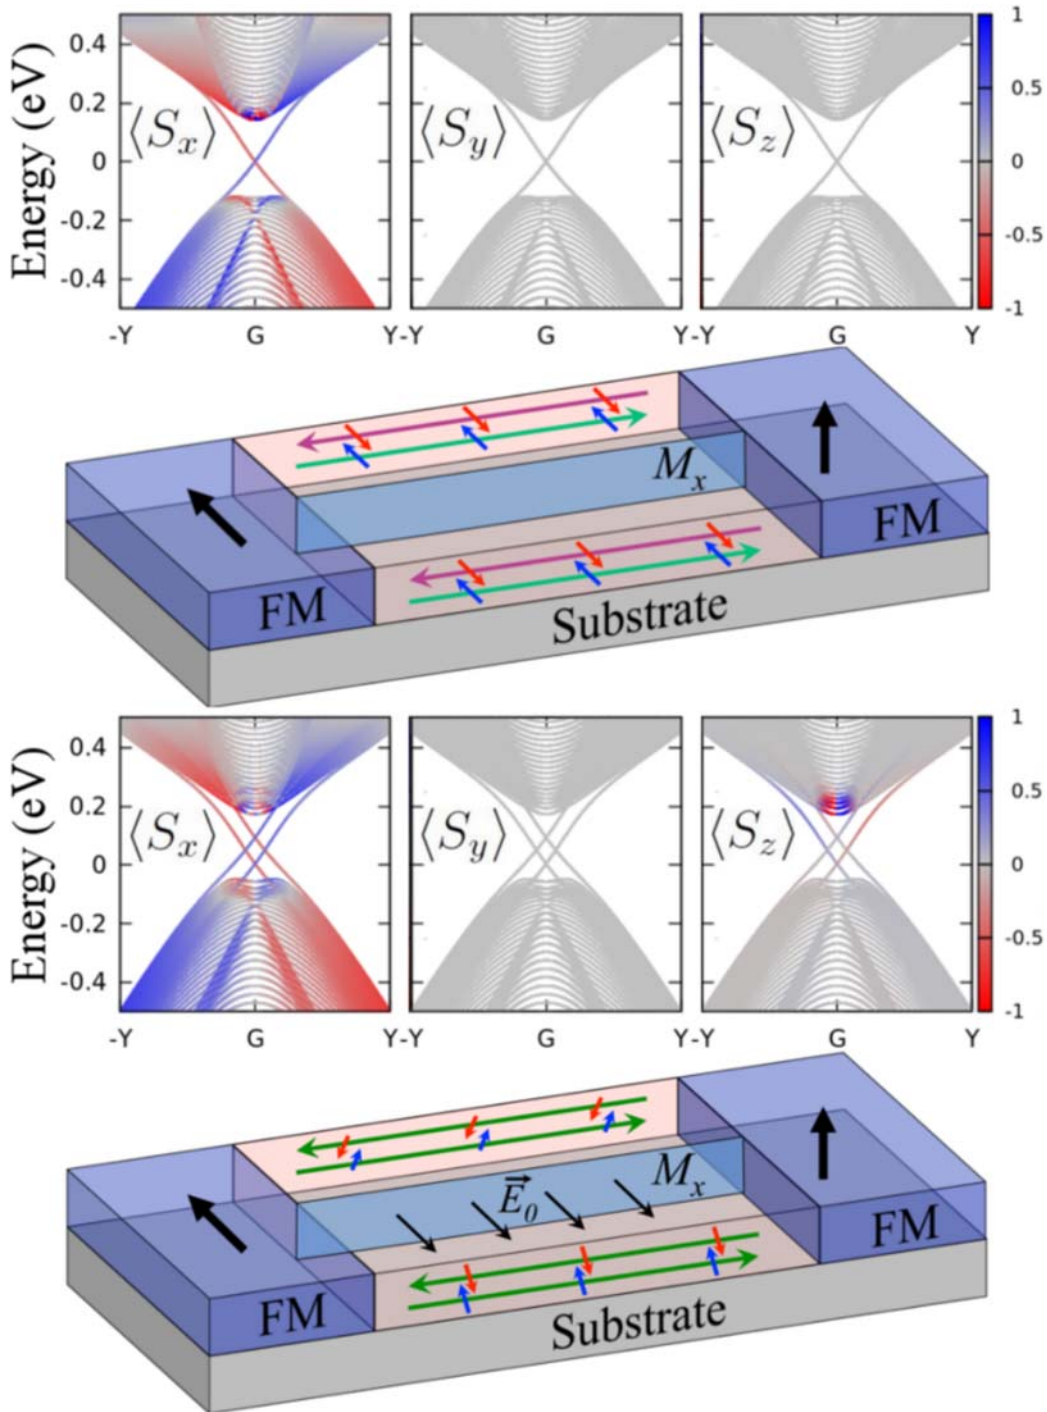 Energy (eV)
0.4
0.2
0
-0.2
-0.4
⟨S_x⟩
⟨S_y⟩
⟨S_z⟩
1
0.5
0
-0.5
-1
-Y G Y -Y G Y -Y G Y
M_x
FM
FM
Substrate
Energy (eV)
0.4
0.2
0
-0.2
-0.4
⟨S_x⟩
⟨S_y⟩
⟨S_z⟩
1
0.5
0
-0.5
-1
-Y G Y -Y G Y -Y G Y
E⃗_0
M_x
FM
FM
Substrate